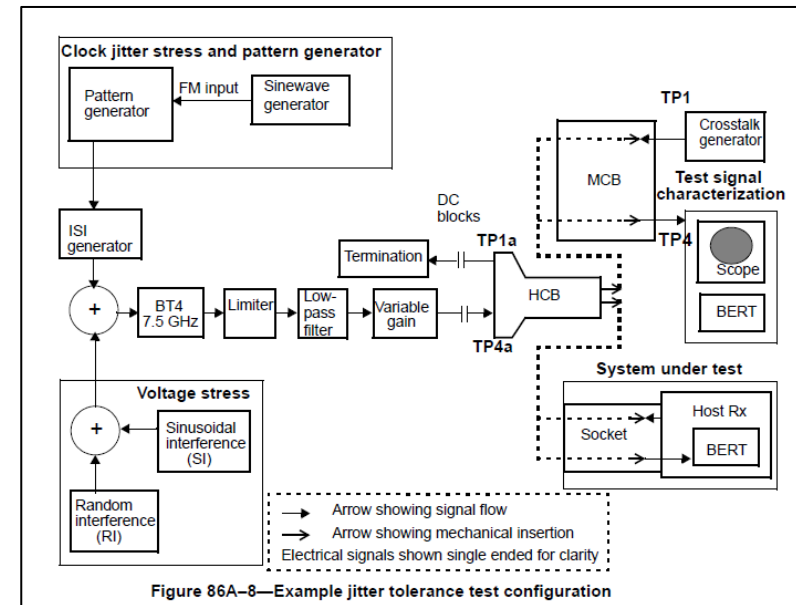 Clock jitter stress and pattern generator
Pattern
generator
FM input
Sinewave
generator
TP1
Crosstalk
generator
MCB
Test signal
characterization
TP4
Scope
BERT
ISI
generator
DC
blocks
Termination
TP1a
HCB
+
BT4
7.5 GHz
Limiter
Low-
pass
filter
Variable
gain
TP4a
System under test
Host Rx
Socket
BERT
Voltage stress
+
Sinusoidal
interference
(SI)
Random
interference
(RI)
Arrow showing signal flow
Arrow showing mechanical insertion
Electrical signals shown single ended for clarity
Figure 86A–8—Example jitter tolerance test configuration